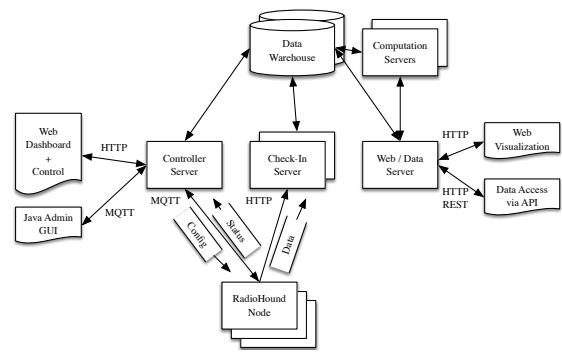 Data
Warehouse
Computation
Servers
Web
Dashboard
+
Control
HTTP
Controller
Server
Check-In
Server
Web / Data
Server
HTTP
Web
Visualization
Java Admin
GUI
MQTT
MQTT
HTTP
HTTP
REST
Data Access
via API
Config
Status
Data
RadioHound
Node